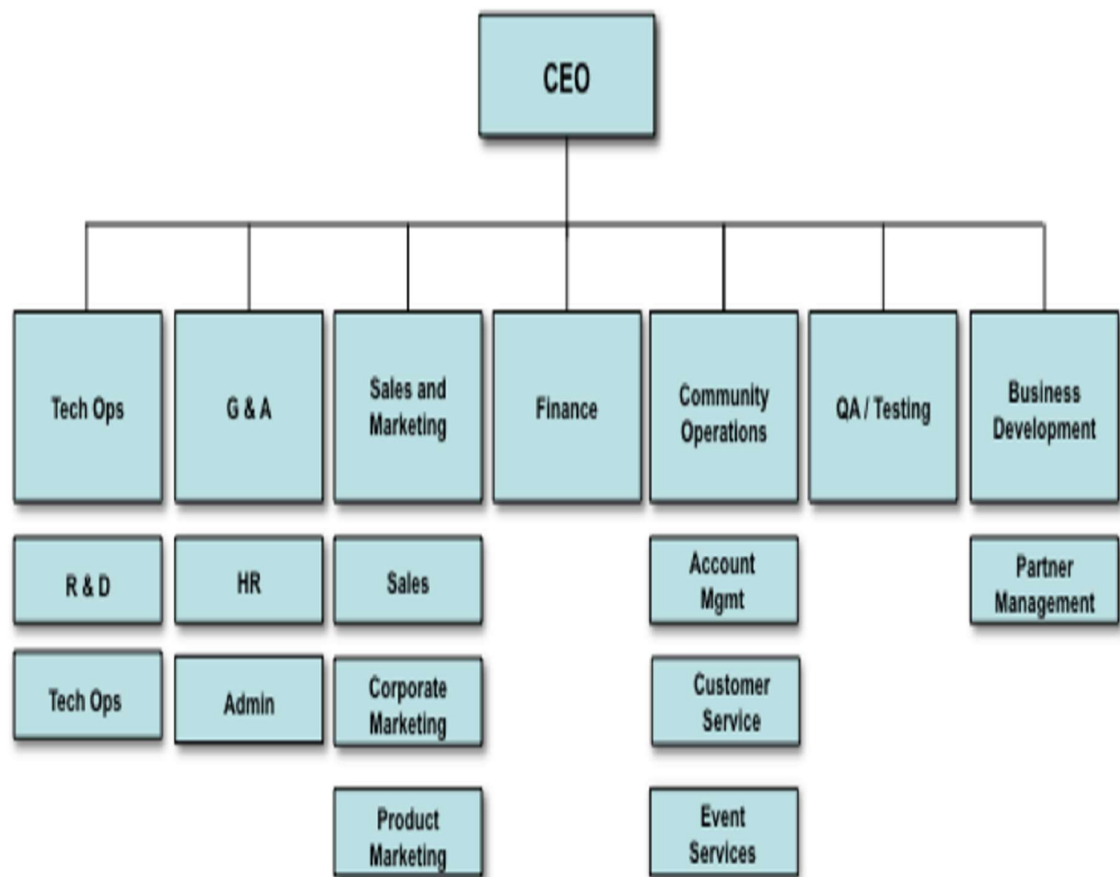 CEO
Tech Ops
G & A
Sales and
Marketing
Finance
Community
Operations
QA / Testing
Business
Development
R & D
HR
Sales
Account
Mgmt
Partner
Management
Tech Ops
Admin
Corporate
Marketing
Customer
Service
Product
Marketing
Event
Services